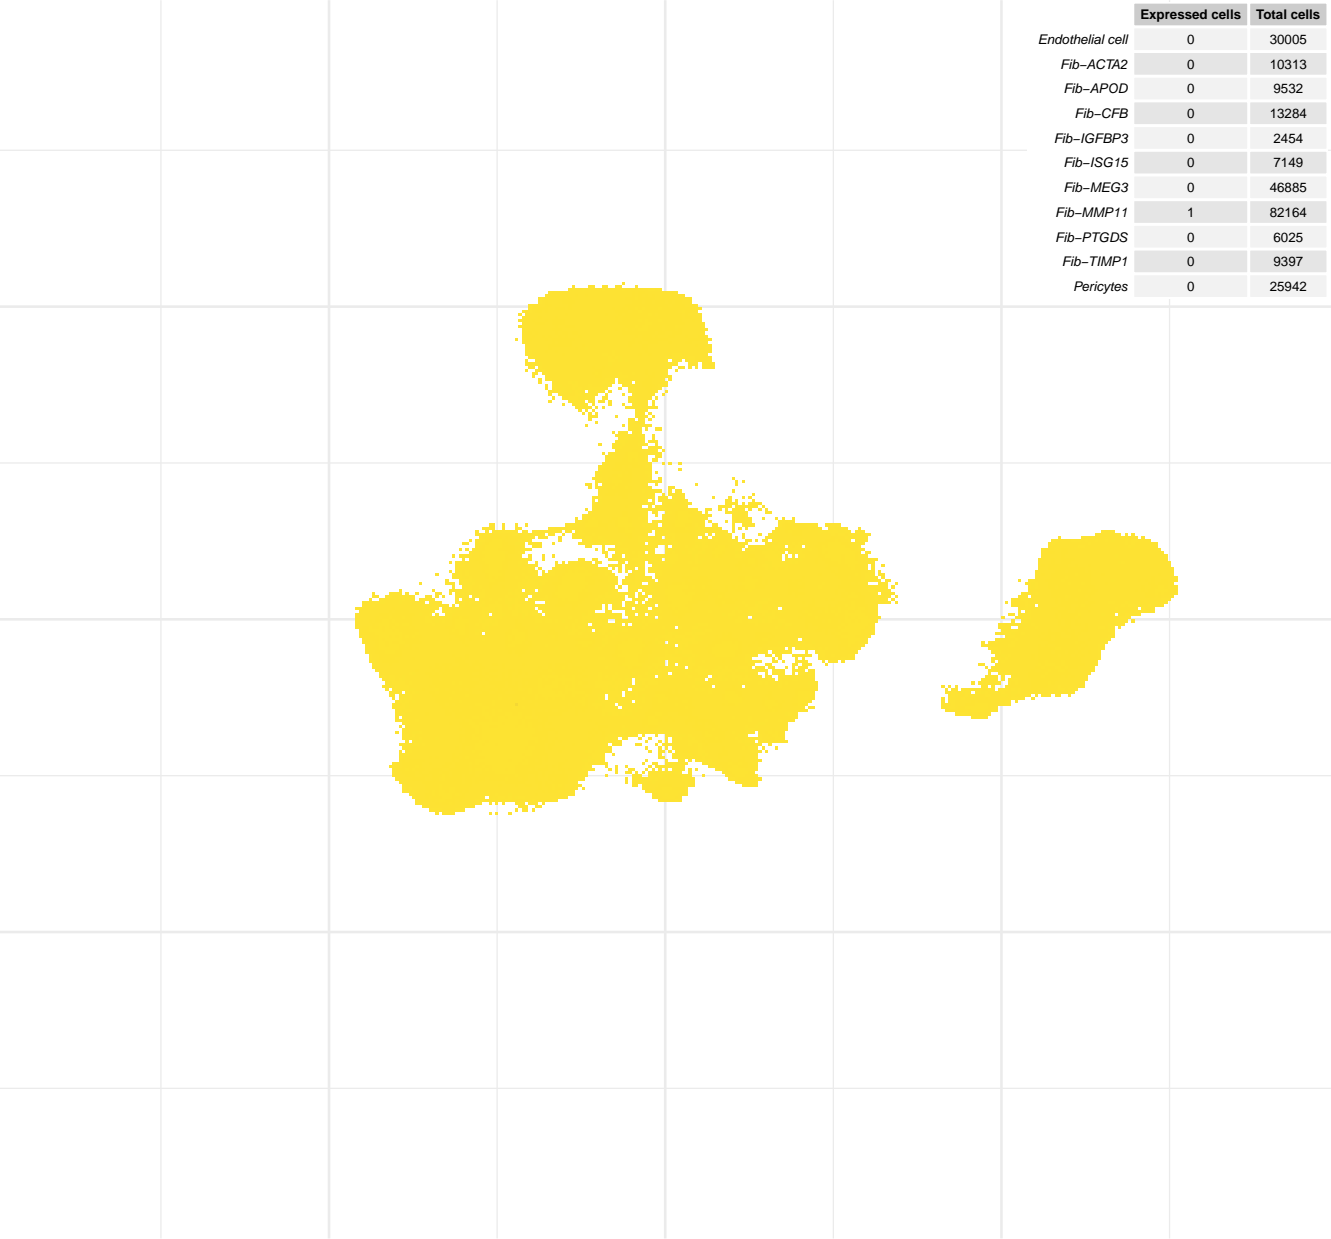 Expressed cells Total cells
Endothelial cell 0 30005
Fib−ACTA2 0 10313
Fib−APOD 0 9532
Fib−CFB 0 13284
Fib−IGFBP3 0 2454
Fib−ISG15 0 7149
Fib−MEG3 0 46885
Fib−MMP11 1 82164
Fib−PTGDS 0 6025
Fib−TIMP1 0 9397
Pericytes 0 25942